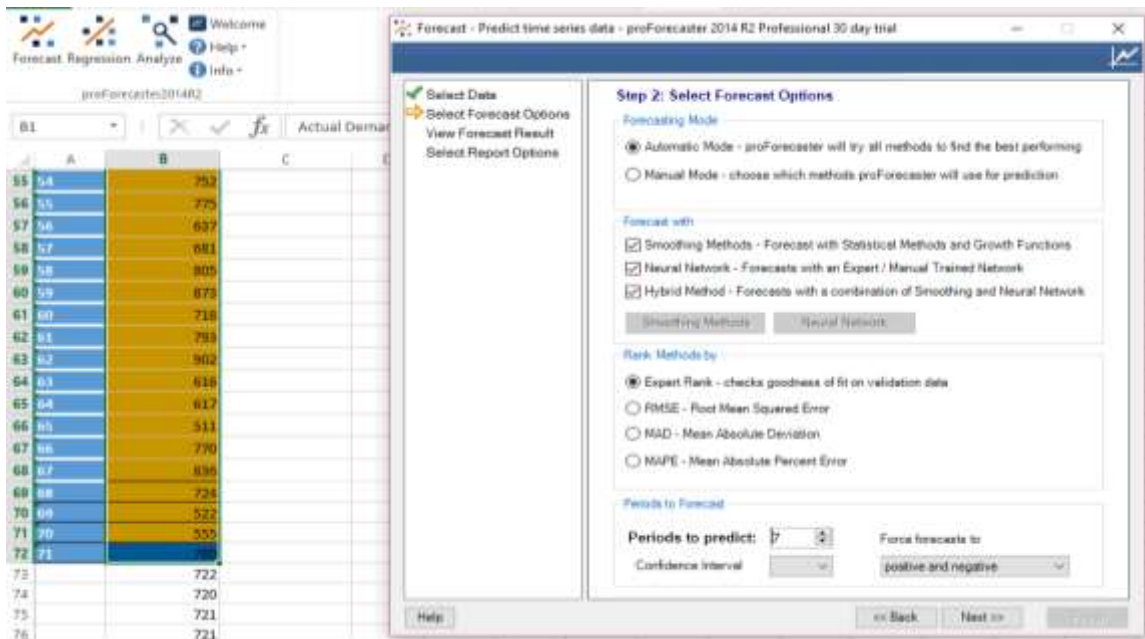 Forecast Regression Analyze
Welcome
Help
Info
proForecaster2014R2
B1
fx
Actual Demar
A B C
55 54 752
56 55 775
57 56 637
58 57 681
59 58 805
60 59 873
61 60 718
62 61 793
63 62 902
64 63 616
65 64 617
66 65 511
67 66 770
68 67 836
69 68 724
70 69 522
71 70 555
72 71
73 722
74 720
75 721
76 721
Forecast - Predict time series data - proForecaster 2014 R2 Professional 30 day trial
Select Data
Select Forecast Options
View Forecast Result
Select Report Options
Step 2: Select Forecast Options
Forecasting Mode
Automatic Mode - proForecaster will try all methods to find the best performing
Manual Mode - choose which methods proForecaster will use for prediction
Forecast with
Smoothing Methods - Forecast with Statistical Methods and Growth Functions
Neural Network - Forecasts with an Expert / Manual Trained Network
Hybrid Method - Forecasts with a combination of Smoothing and Neural Network
Smoothing Methods
Neural Network
Rank Methods by
Expert Rank - checks goodness of fit on validation data
RMSE - Root Mean Squared Error
MAD - Mean Absolute Deviation
MAPE - Mean Absolute Percent Error
Periods to Forecast
Periods to predict: 7
Force forecasts to
Confidence Interval
positive and negative
Help
<< Back
Next >>